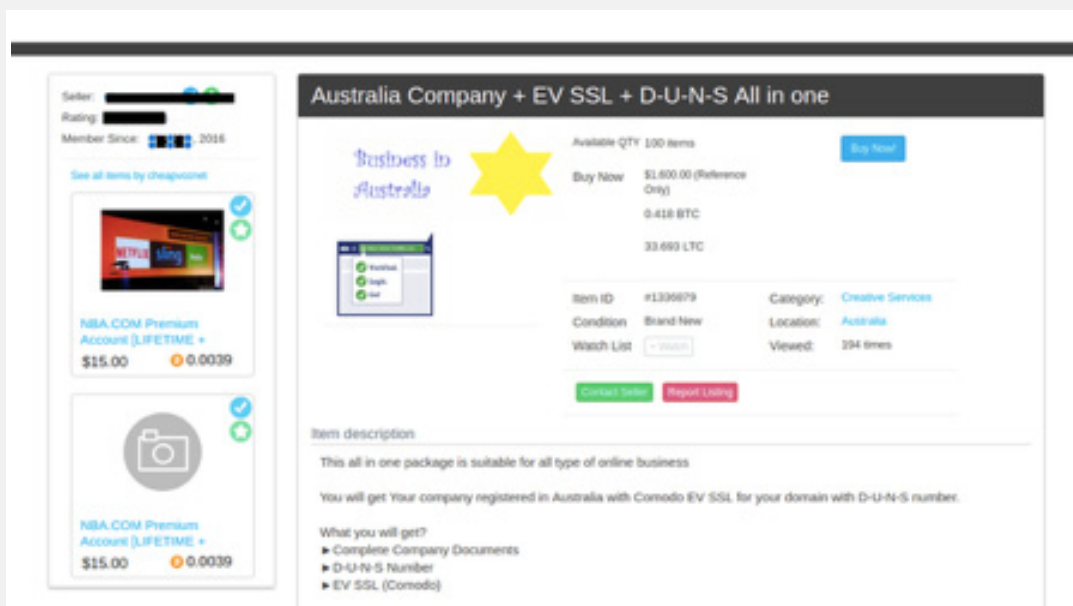 Australia Company + EV SSL + D-U-N-S All in one
Seller:
Rating:
Member Since: 2016
See all items by cheapvoznet
NETFLIX sling
NBA.COM Premium
Account [LIFETIME +
$15.00 0.0039
NBA.COM Premium
Account [LIFETIME +
$15.00 0.0039
Business in
Australia
Available QTY 100 items
Buy Now!
Buy Now $1,600.00 (Reference
Only)
0.418 BTC
33.693 LTC
Item ID #1336879 Category: Creative Services
Condition Brand New Location: Australia
Watch List + Watch Viewed: 194 times
Contact Seller Report Listing
Item description
This all in one package is suitable for all type of online business
You will get Your company registered in Australia with Comodo EV SSL for your domain with D-U-N-S number.
What you will get?
►Complete Company Documents
►D-U-N-S Number
►EV SSL (Comodo)